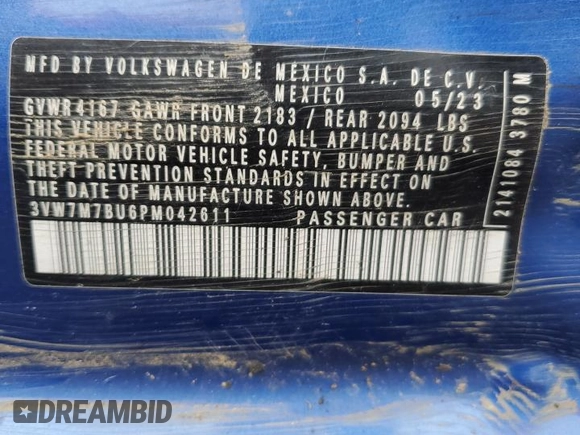 MFD BY VOLKSWAGEN DE MEXICO S.A. DE C.V.
MEXICO 05/23
GVWR4167 GAWR FRONT 2183 / REAR 2094 LBS
THIS VEHICLE CONFORMS TO ALL APPLICABLE U.S.
FEDERAL MOTOR VEHICLE SAFETY, BUMPER AND
THEFT PREVENTION STANDARDS IN EFFECT ON
THE DATE OF MANUFACTURE SHOWN ABOVE
3VW7M7BU6PM042611 PASSENGER CAR
2141084 3780 M
DREAMBID